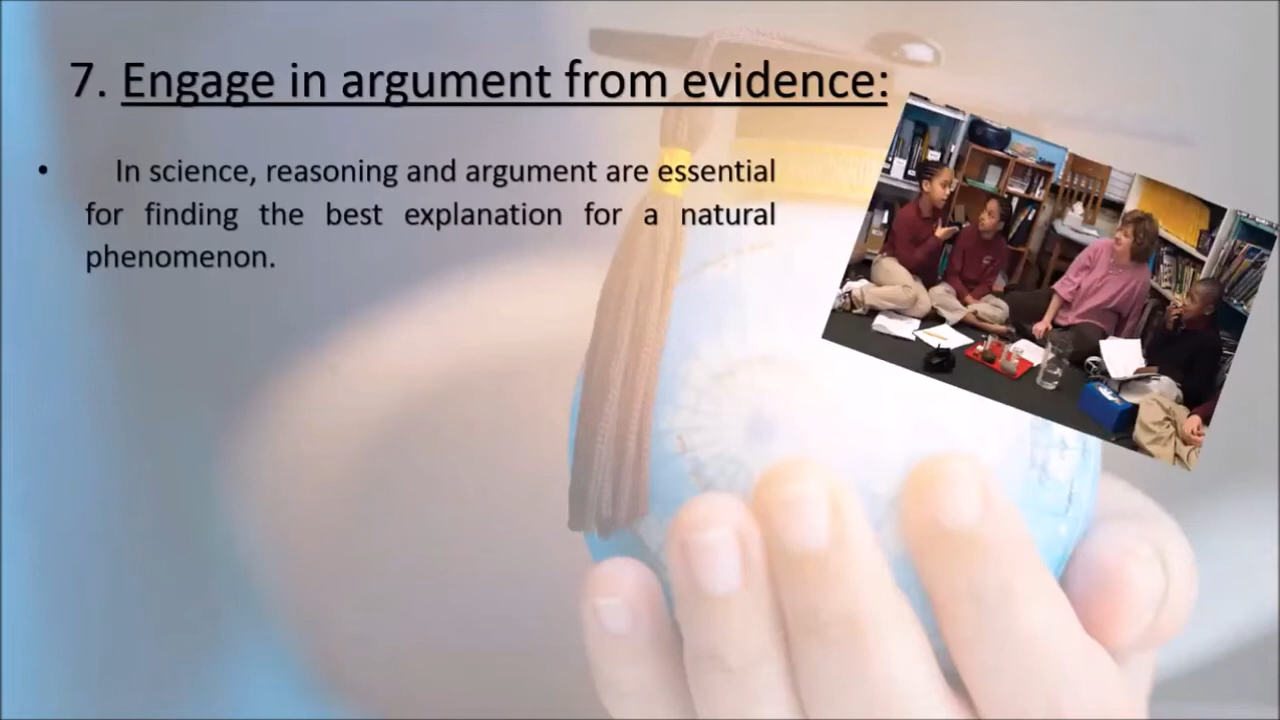 7. Engage in argument from evidence:
• In science, reasoning and argument are essential
for finding the best explanation for a natural
phenomenon.